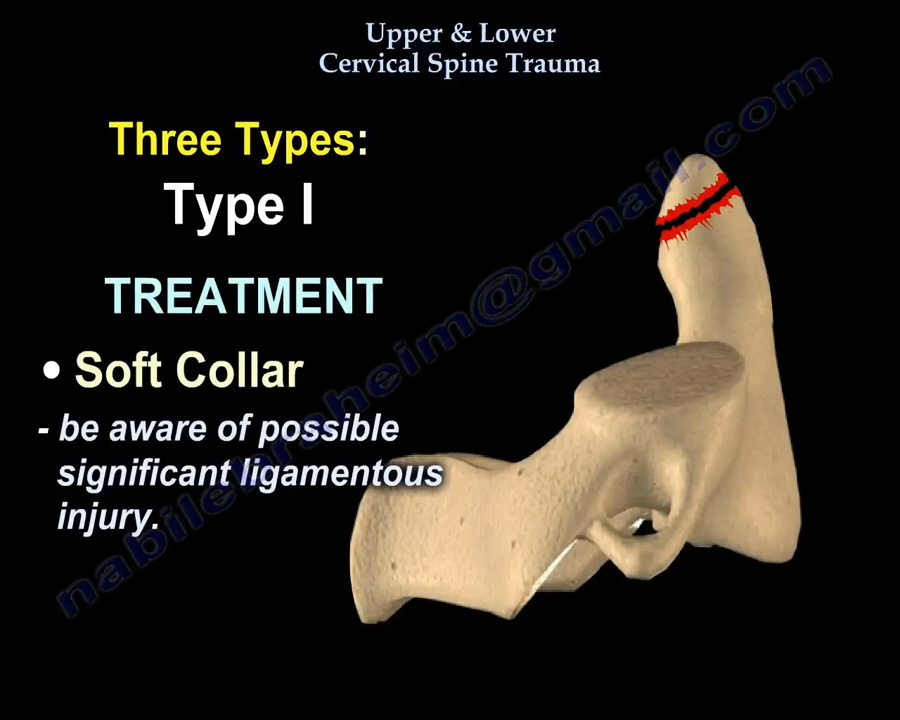 Upper & Lower
Cervical Spine Trauma
Three Types:
Type I
TREATMENT
• Soft Collar
- be aware of possible
significant ligamentous
injury.
nabilebraheim@gmail.com